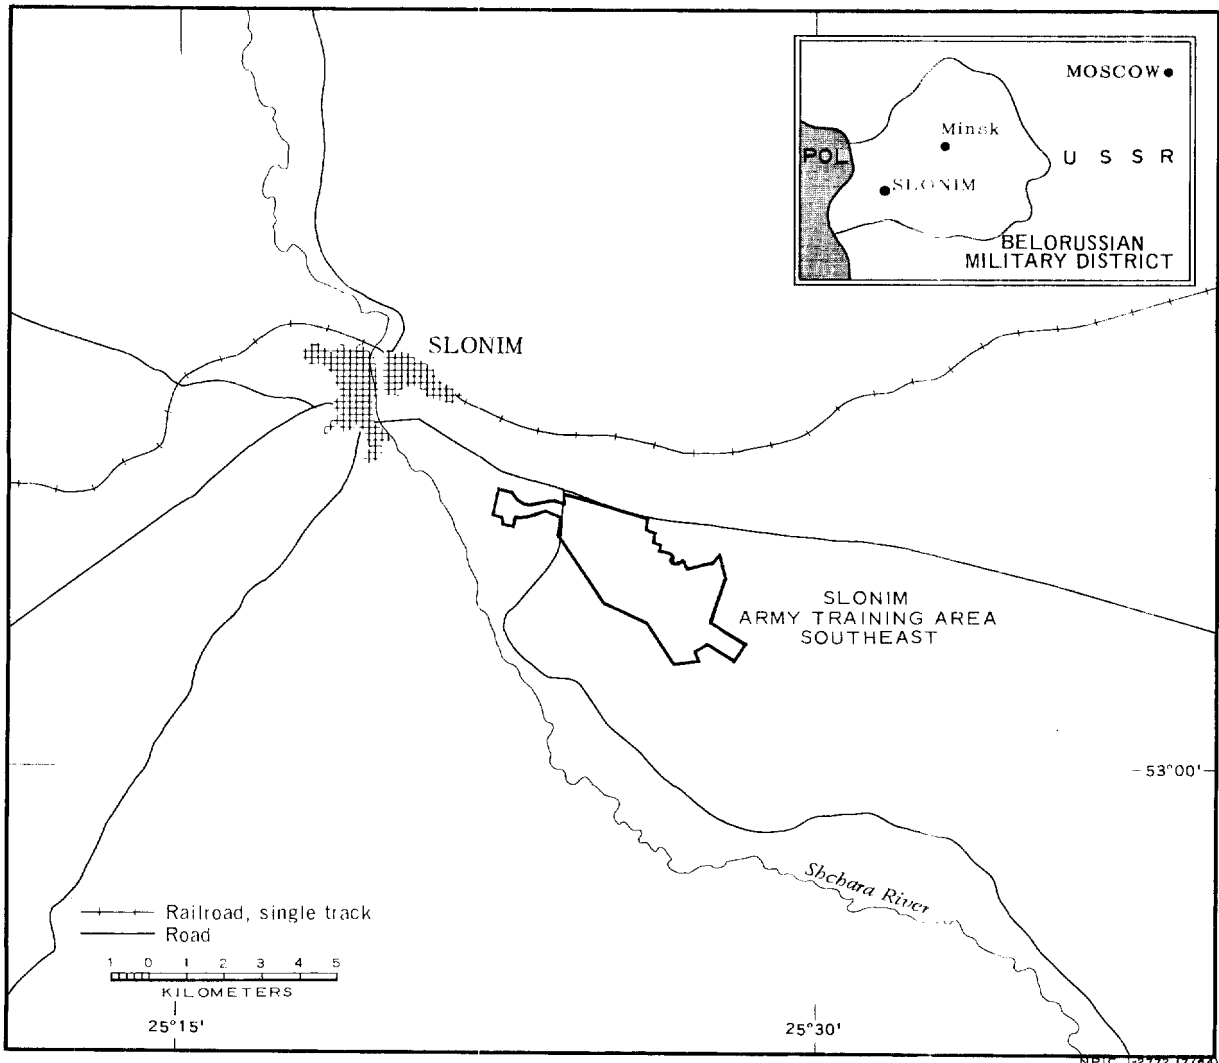 MOSCOW
Minsk
POL
U S S R
SLONIM
BELORUSSIAN
MILITARY DISTRICT
SLONIM
SLONIM
ARMY TRAINING AREA
SOUTHEAST
53°00'
Shchara River
Railroad, single track
Road
1 0 1 2 3 4 5
KILOMETERS
25°15'
25°30'